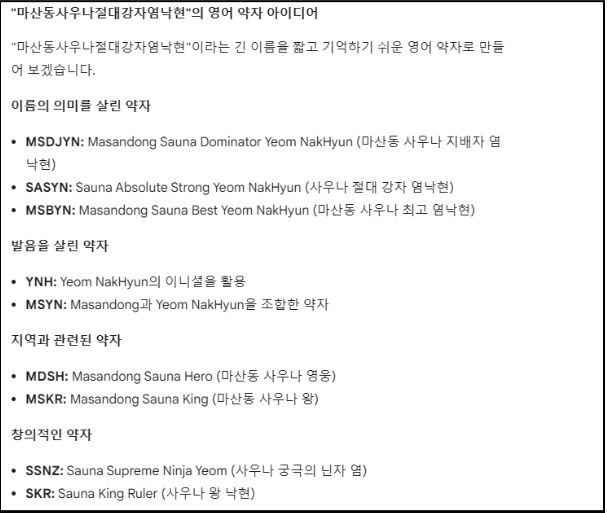 "마산동사우나절대강자염낙현"의 영어 약자 아이디어
"마산동사우나절대강자염낙현"이라는 긴 이름을 짧고 기억하기 쉬운 영어 약자로 만들
어 보겠습니다.
이름의 의미를 살린 약자
• MSDJYN: Masandong Sauna Dominator Yeom NakHyun (마산동 사우나 지배자 염
낙현)
• SASYN: Sauna Absolute Strong Yeom NakHyun (사우나 절대 강자 염낙현)
• MSBYN: Masandong Sauna Best Yeom NakHyun (마산동 사우나 최고 염낙현)
발음을 살린 약자
• YNH: Yeom NakHyun의 이니셜을 활용
• MSYN: Masandong과 Yeom NakHyun을 조합한 약자
지역과 관련된 약자
• MDSH: Masandong Sauna Hero (마산동 사우나 영웅)
• MSKR: Masandong Sauna King (마산동 사우나 왕)
창의적인 약자
• SSNZ: Sauna Supreme Ninja Yeom (사우나 궁극의 닌자 염)
• SKR: Sauna King Ruler (사우나 왕 낙현)